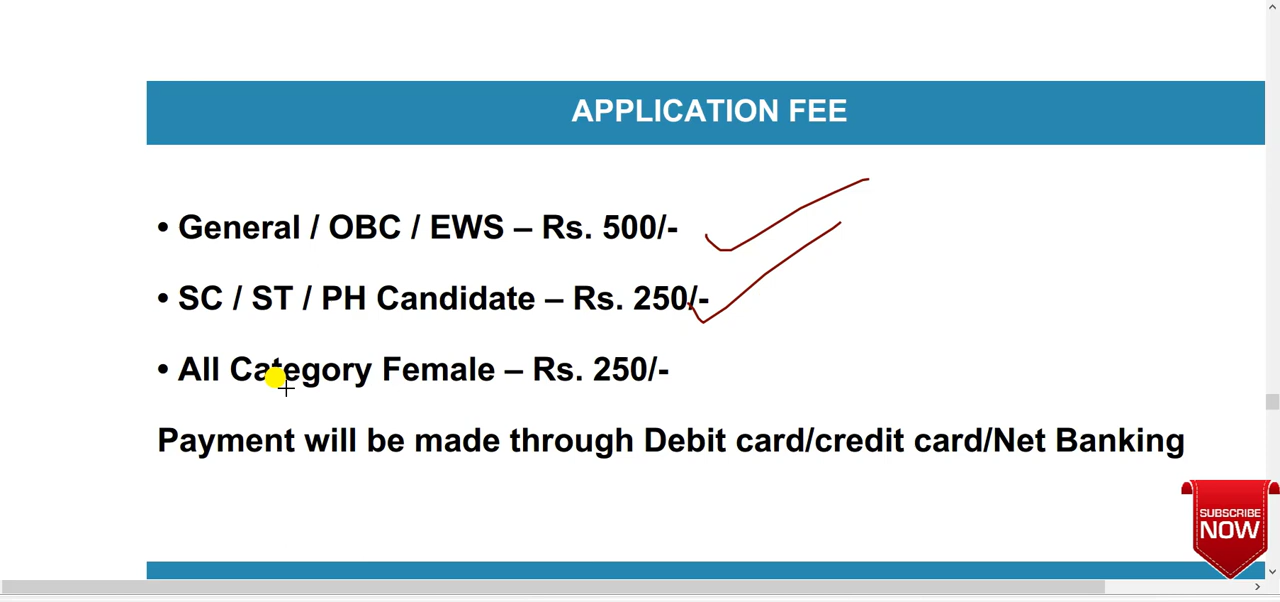 APPLICATION FEE
• General / OBC / EWS – Rs. 500/-
• SC / ST / PH Candidate – Rs. 250/-
• All Category Female – Rs. 250/-
Payment will be made through Debit card/credit card/Net Banking
SUBSCRIBE
NOW